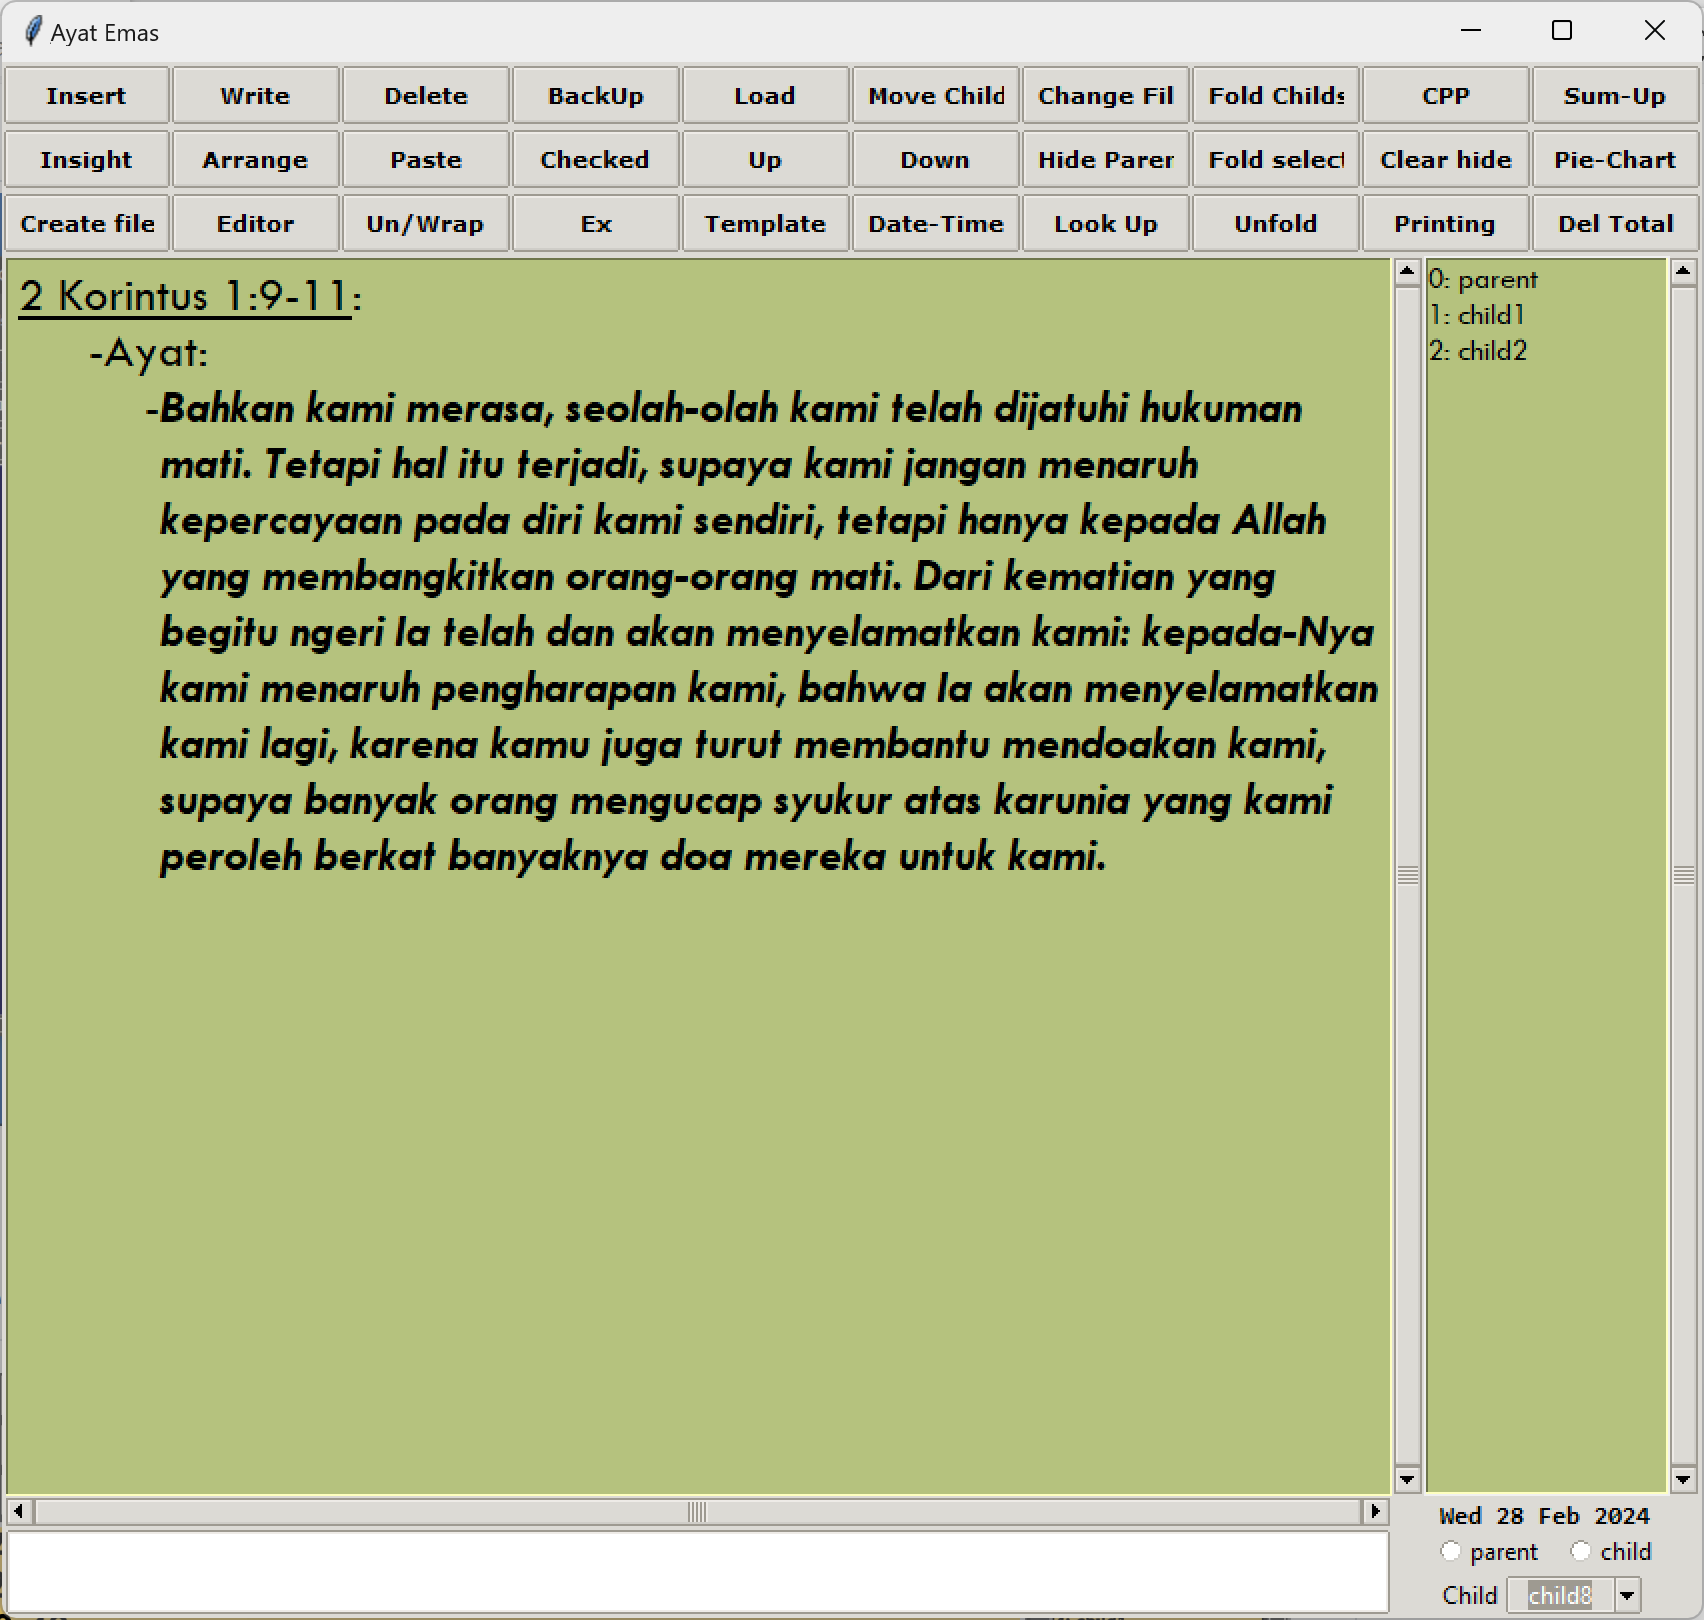 Ayat Emas
Insert Write Delete BackUp Load Move Child Change Fil Fold Childs CPP Sum-Up
Insight Arrange Paste Checked Up Down Hide Parer Fold select Clear hide Pie-Chart
Create file Editor Un/Wrap Ex Template Date-Time Look Up Unfold Printing Del Total
2 Korintus 1:9-11:
-Ayat:
-Bahkan kami merasa, seolah-olah kami telah dijatuhi hukuman
mati. Tetapi hal itu terjadi, supaya kami jangan menaruh
kepercayaan pada diri kami sendiri, tetapi hanya kepada Allah
yang membangkitkan orang-orang mati. Dari kematian yang
begitu ngeri Ia telah dan akan menyelamatkan kami: kepada-Nya
kami menaruh pengharapan kami, bahwa Ia akan menyelamatkan
kami lagi, karena kamu juga turut membantu mendoakan kami,
supaya banyak orang mengucap syukur atas karunia yang kami
peroleh berkat banyaknya doa mereka untuk kami.
0: parent
1: child1
2: child2
Wed 28 Feb 2024
parent child
Child child8